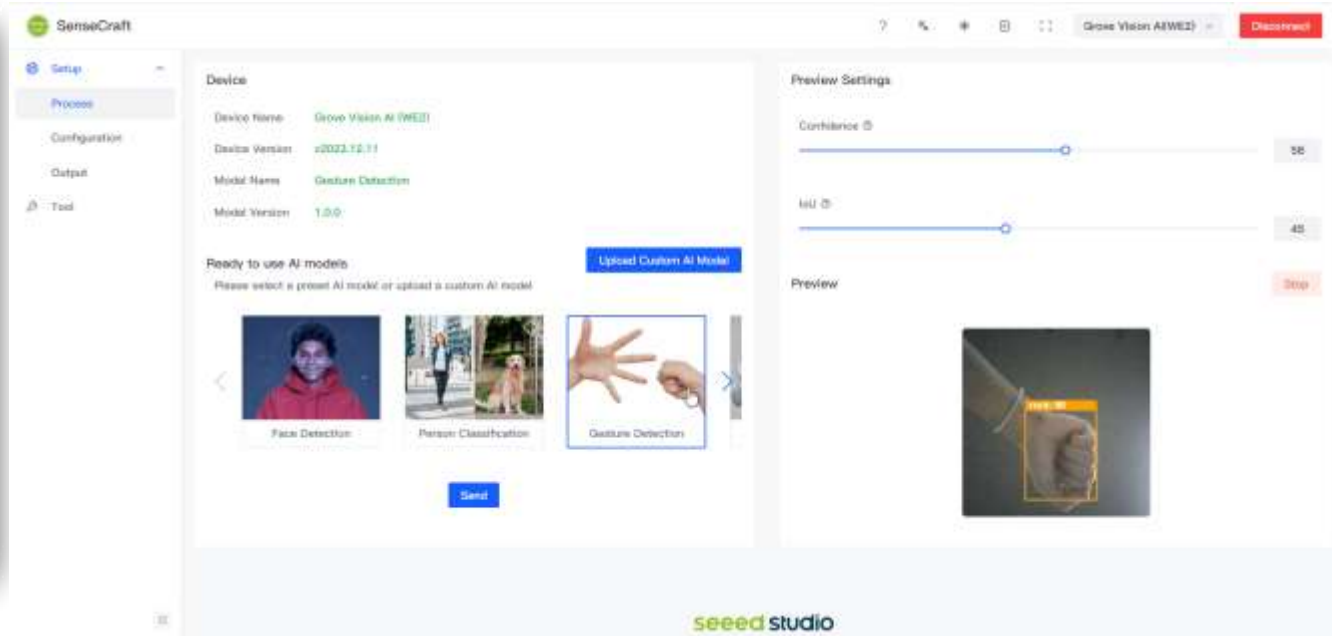 SenseCraft
?
Grove Vision AI(WE2)
Disconnect
Setup
Process
Configuration
Output
Tool
Device
Device Name Grove Vision AI (WE2)
Device Version v2023.12.11
Model Name Gesture Detection
Model Version 1.0.0
Ready to use AI models
Upload Custom AI Model
Please select a preset AI model or upload a custom AI model
Face Detection
Person Classification
Gesture Detection
Send
Preview Settings
Confidence
58
IoU
45
Preview
Stop
seeed studio